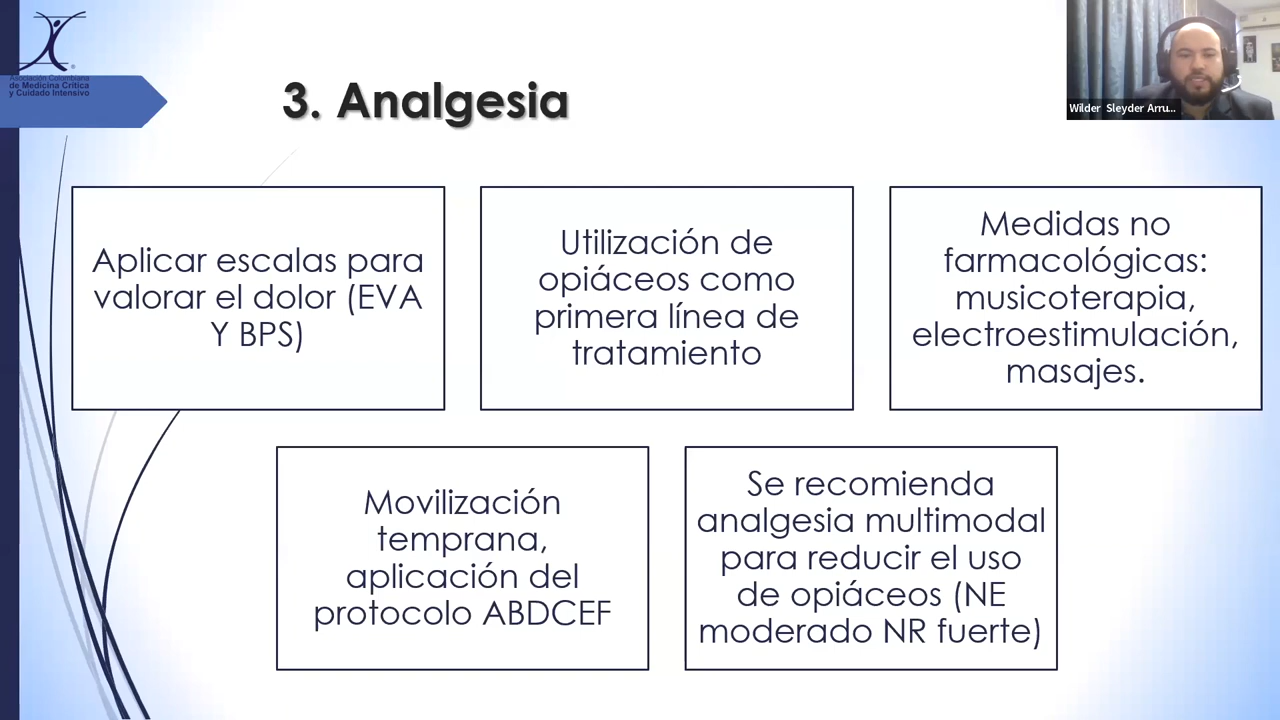 Asociación Colombiana
de Medicina Crítica
y Cuidado Intensivo
®
Wilder Sleyder Arru...
3. Analgesia
Aplicar escalas para
valorar el dolor (EVA
Y BPS)
Utilización de
opiáceos como
primera línea de
tratamiento
Medidas no
farmacológicas:
musicoterapia,
electroestimulación,
masajes.
Movilización
temprana,
aplicación del
protocolo ABDCEF
Se recomienda
analgesia multimodal
para reducir el uso
de opiáceos (NE
moderado NR fuerte)